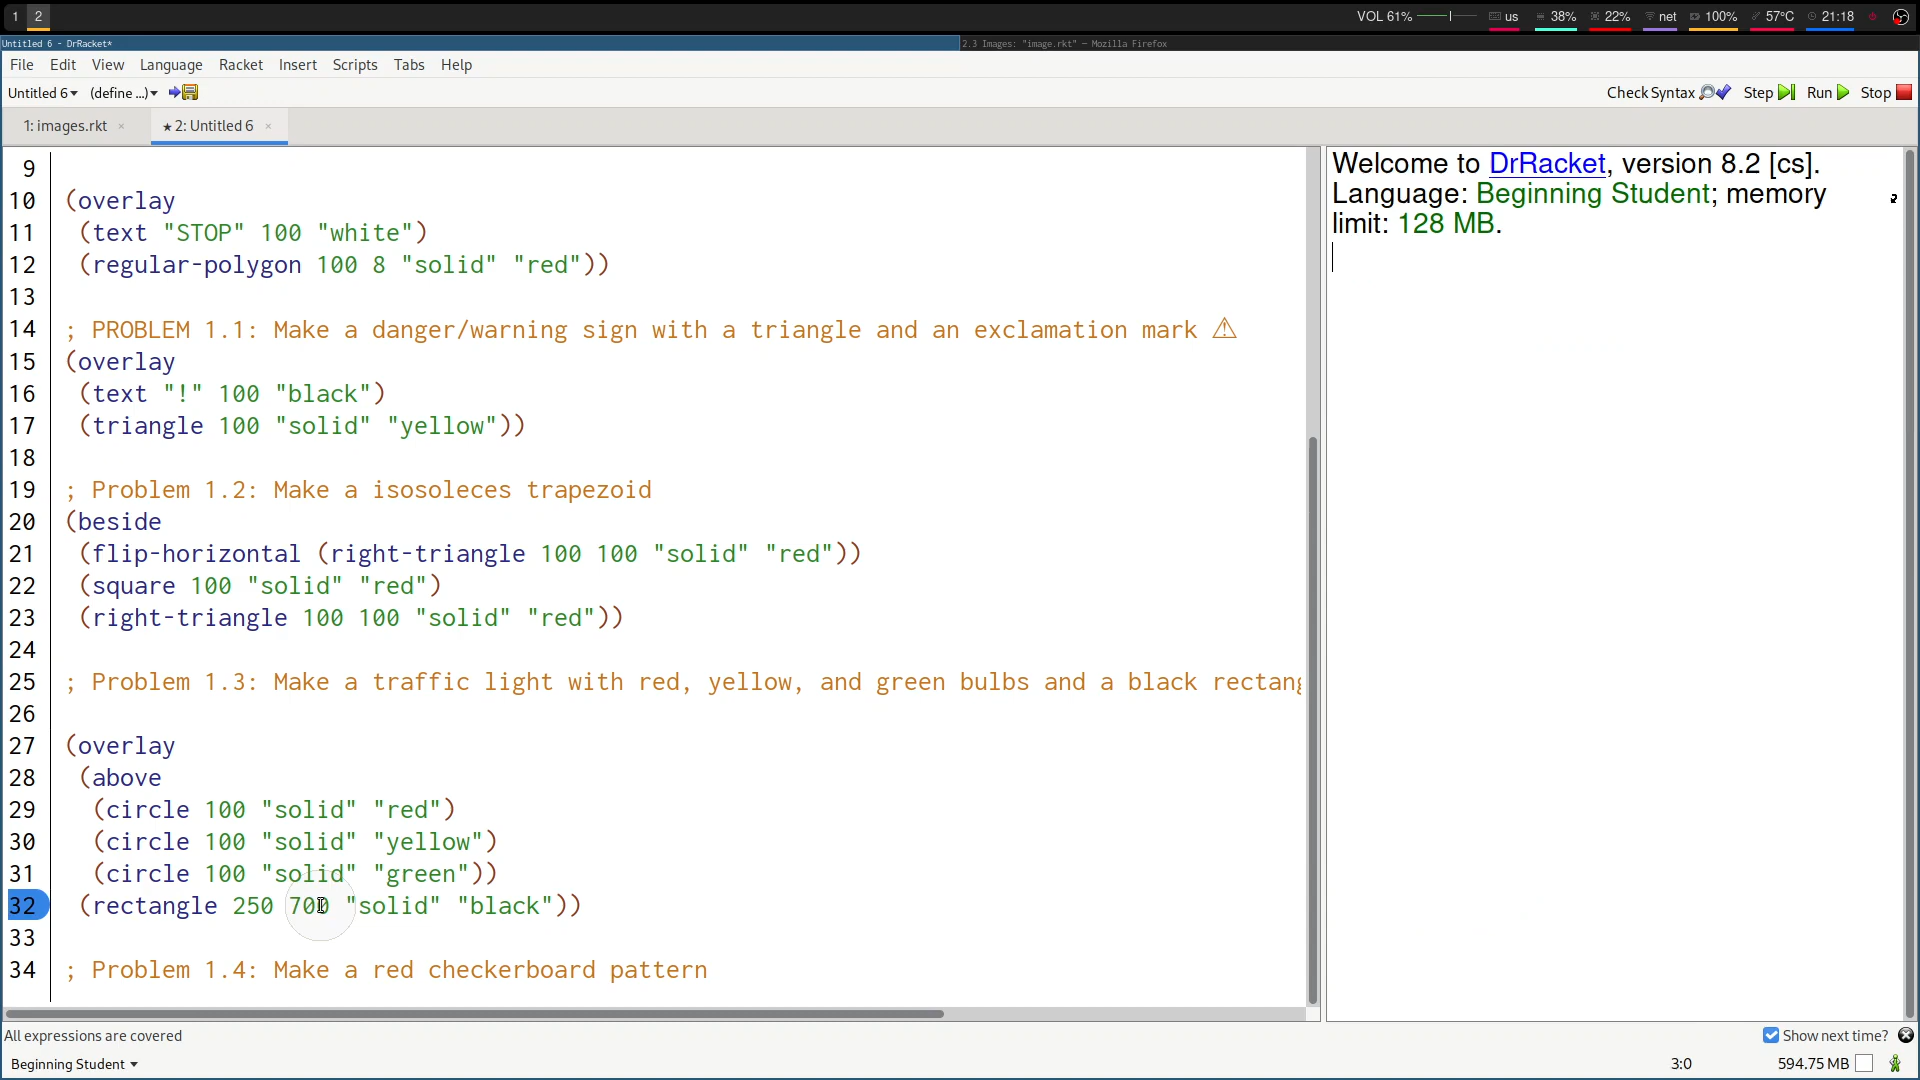 1 2 VOL 61% us 38% 22% net 100% 57°C 21:18
Untitled 6 - DrRacket* 2.3 Images: "image.rkt" — Mozilla Firefox
File Edit View Language Racket Insert Scripts Tabs Help
Untitled 6 (define ...) Check Syntax Step Run Stop
1: images.rkt × ★ 2: Untitled 6 ×
9
10 (overlay
11 (text "STOP" 100 "white")
12 (regular-polygon 100 8 "solid" "red"))
13
14 ; PROBLEM 1.1: Make a danger/warning sign with a triangle and an exclamation mark ⚠
15 (overlay
16 (text "!" 100 "black")
17 (triangle 100 "solid" "yellow"))
18
19 ; Problem 1.2: Make a isosoleces trapezoid
20 (beside
21 (flip-horizontal (right-triangle 100 100 "solid" "red"))
22 (square 100 "solid" "red")
23 (right-triangle 100 100 "solid" "red"))
24
25 ; Problem 1.3: Make a traffic light with red, yellow, and green bulbs and a black rectang
26
27 (overlay
28 (above
29 (circle 100 "solid" "red")
30 (circle 100 "solid" "yellow")
31 (circle 100 "solid" "green"))
32 (rectangle 250 700 "solid" "black"))
33
34 ; Problem 1.4: Make a red checkerboard pattern
Welcome to DrRacket, version 8.2 [cs].
Language: Beginning Student; memory
limit: 128 MB.
All expressions are covered Show next time?
Beginning Student 3:0 594.75 MB